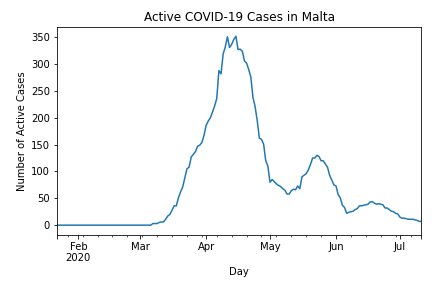 Active COVID-19 Cases in Malta
Number of Active Cases
350
300
250
200
150
100
50
0
Feb
2020
Mar
Apr
May
Jun
Jul
Day